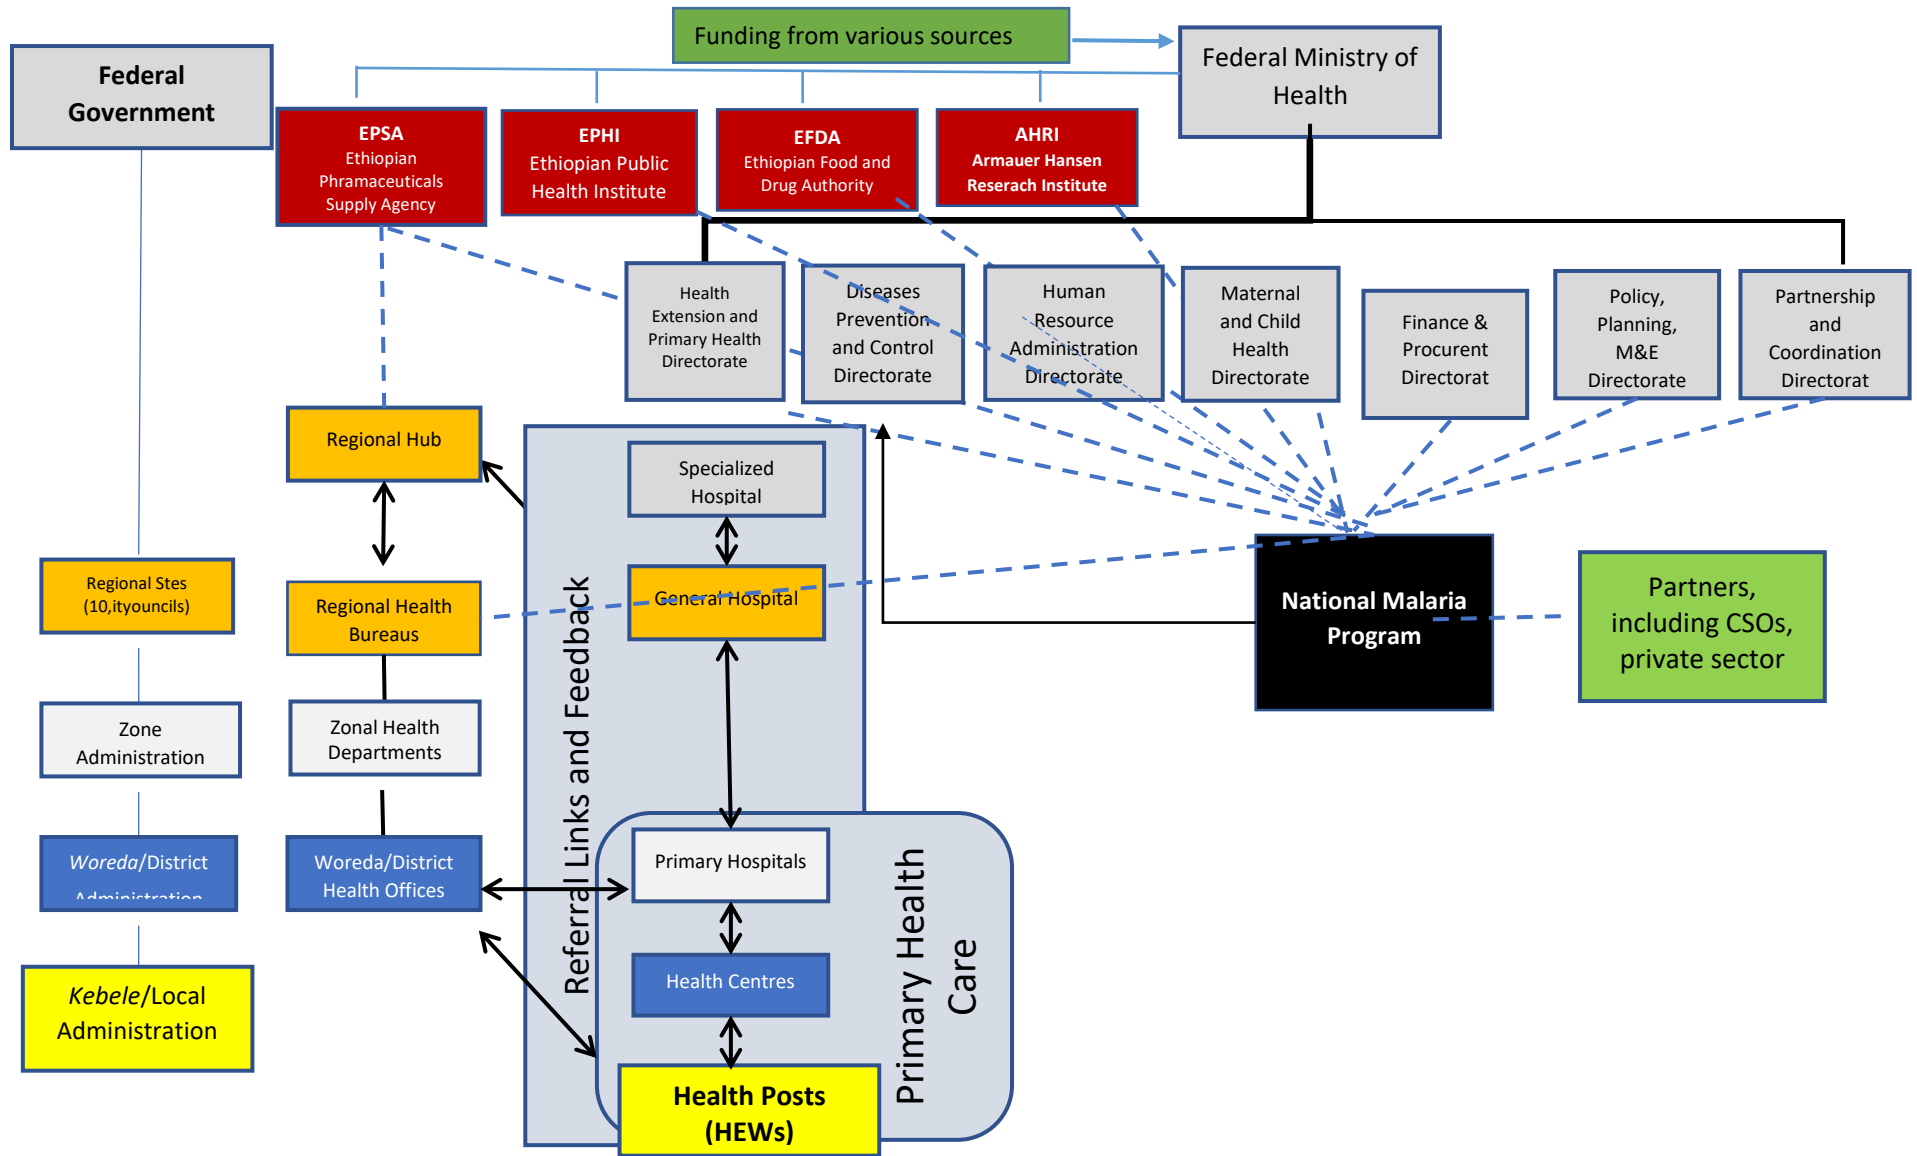 Funding from various sources
Federal
Government
Federal Ministry of
Health
EPSA
Ethiopian
Phramaceuticals
Supply Agency
EPHI
Ethiopian Public
Health Institute
EFDA
Ethiopian Food and
Drug Authority
AHRI
Armauer Hansen
Reserach Institute
Health
Extension and
Primary Health
Directorate
Diseases
Prevention
and Control
Directorate
Human
Resource
Administration
Directorate
Maternal
and Child
Health
Directorate
Finance &
Procurent
Directorat
Policy,
Planning,
M&E
Directorate
Partnership
and
Coordination
Directorat
Regional Hub
Specialized
Hospital
Regional Stes
(10,ityouncils)
Regional Health
Bureaus
General Hospital
National Malaria
Program
Partners,
including CSOs,
private sector
Referral Links and Feedback
Zone
Administration
Zonal Health
Departments
Woreda/District
Administration
Woreda/District
Health Offices
Primary Hospitals
Primary Health
Care
Health Centres
Kebele/Local
Administration
Health Posts
(HEWs)